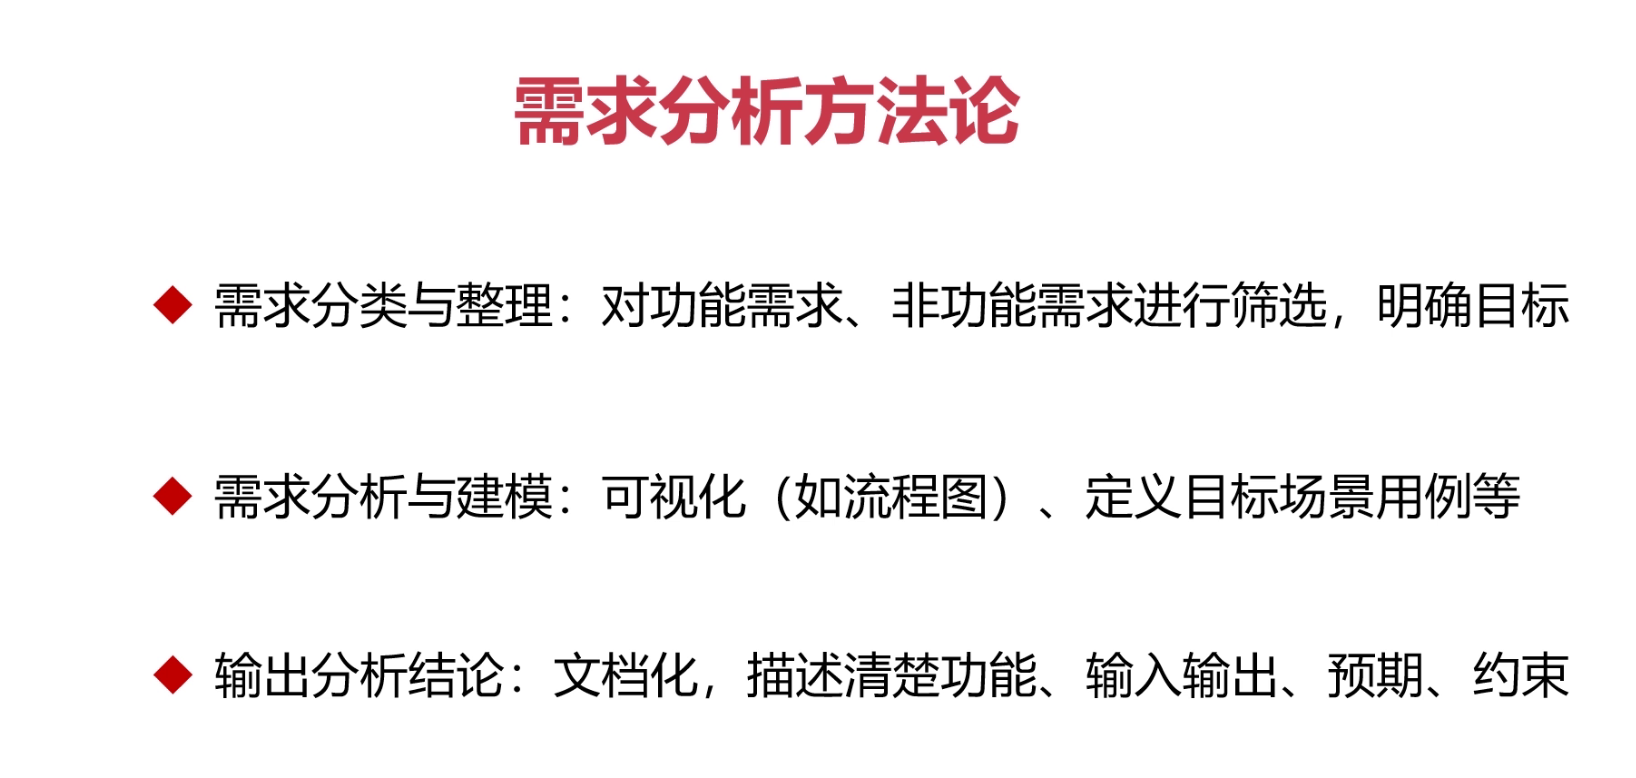 需求分析方法论
◆ 需求分类与整理：对功能需求、非功能需求进行筛选，明确目标
◆ 需求分析与建模：可视化（如流程图）、定义目标场景用例等
◆ 输出分析结论：文档化，描述清楚功能、输入输出、预期、约束